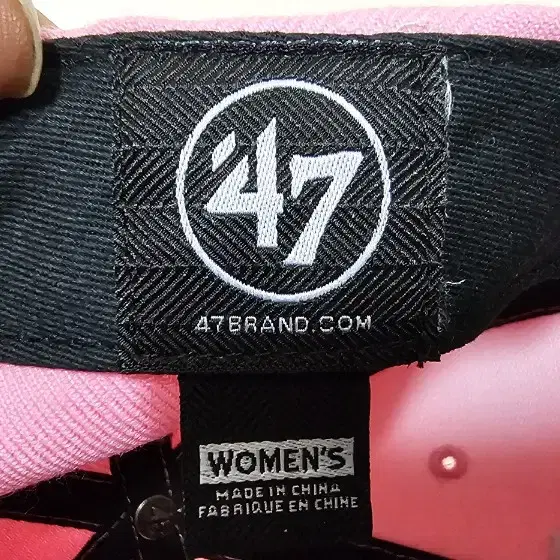 '47
47BRAND.COM
WOMEN'S
MADE IN CHINA
FABRIQUE EN CHINE